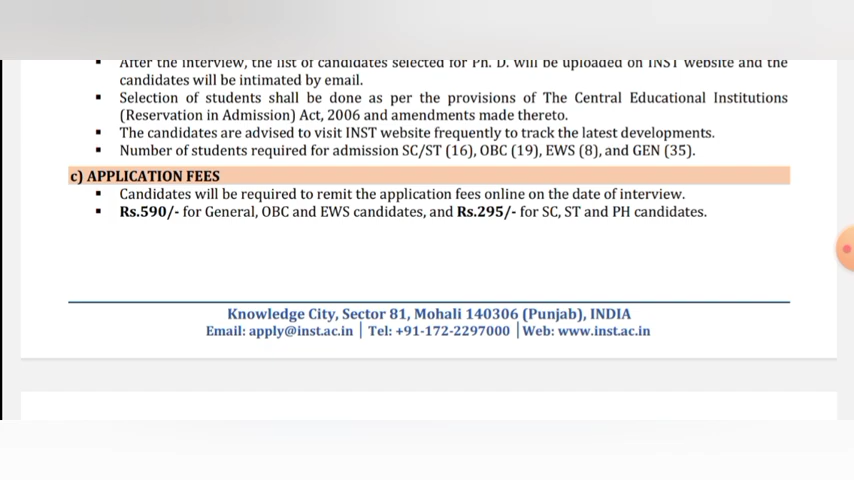 ▪ After the interview, the list of candidates selected for Ph. D. will be uploaded on INST website and the
candidates will be intimated by email.
▪ Selection of students shall be done as per the provisions of The Central Educational Institutions
(Reservation in Admission) Act, 2006 and amendments made thereto.
▪ The candidates are advised to visit INST website frequently to track the latest developments.
▪ Number of students required for admission SC/ST (16), OBC (19), EWS (8), and GEN (35).
c) APPLICATION FEES
▪ Candidates will be required to remit the application fees online on the date of interview.
▪ Rs.590/- for General, OBC and EWS candidates, and Rs.295/- for SC, ST and PH candidates.
Knowledge City, Sector 81, Mohali 140306 (Punjab), INDIA
Email: apply@inst.ac.in | Tel: +91-172-2297000 | Web: www.inst.ac.in